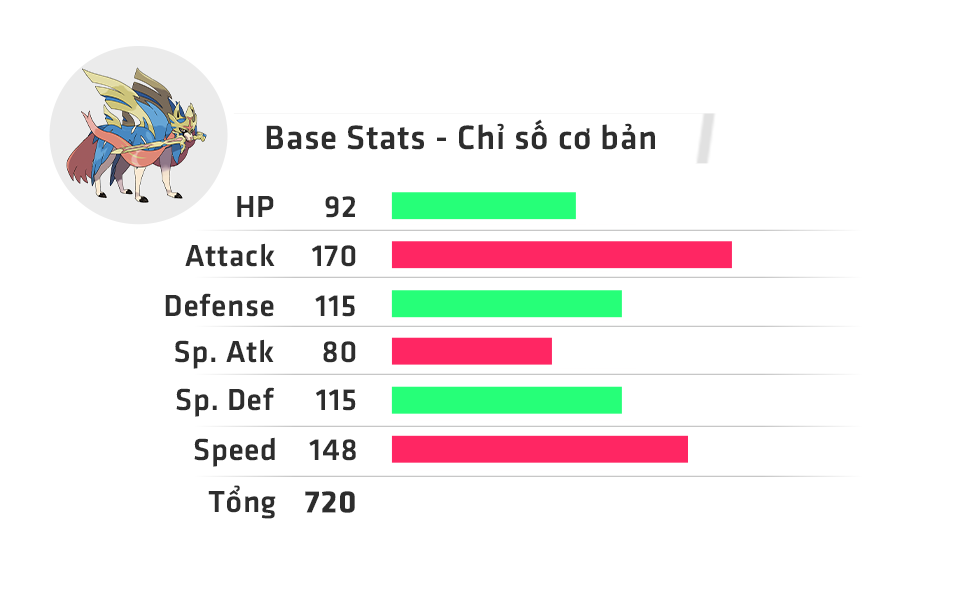 Base Stats - Chỉ số cơ bản
HP 92
Attack 170
Defense 115
Sp. Atk 80
Sp. Def 115
Speed 148
Tổng 720